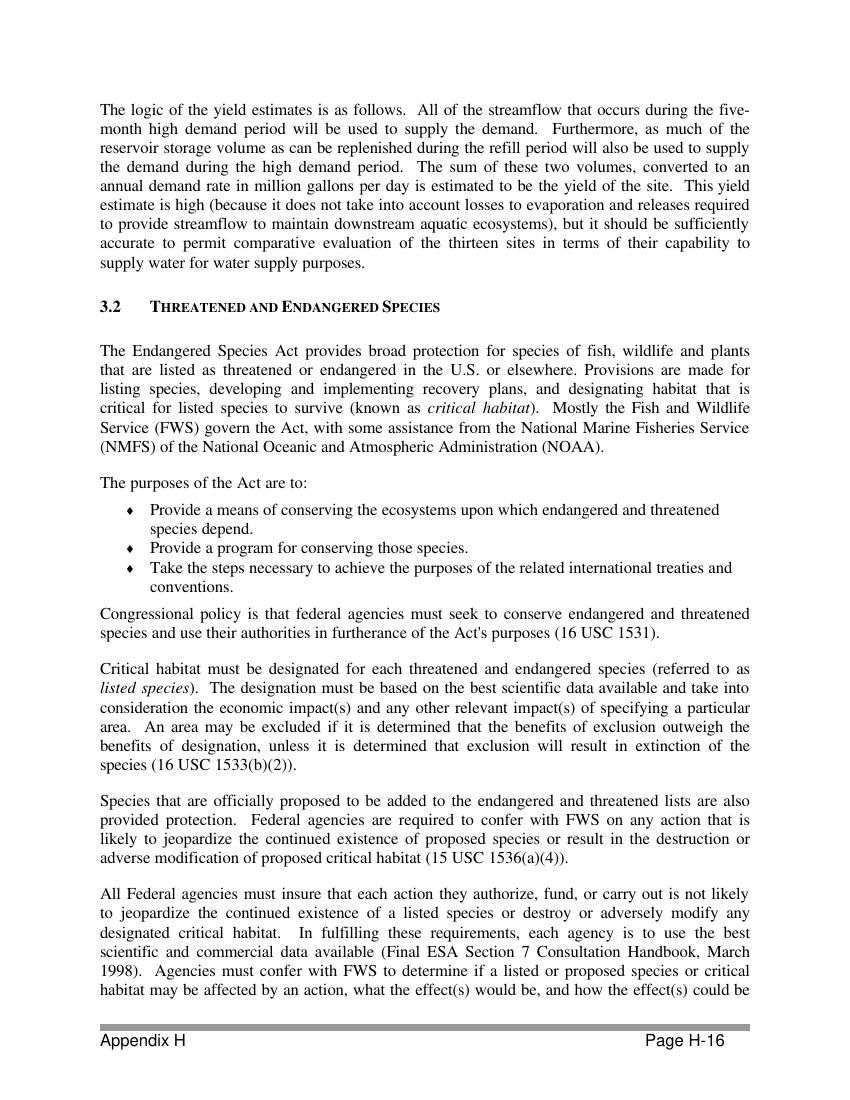 The logic of the yield estimates is as follows.  All of the streamflow that occurs during the five-
month high demand period will be used to supply the demand.  Furthermore, as much of the
reservoir storage volume as can be replenished during the refill period will also be used to supply
the demand during the high demand period.  The sum of these two volumes, converted to an
annual demand rate in million gallons per day is estimated to be the yield of the site.  This yield
estimate is high (because it does not take into account losses to evaporation and releases required
to provide streamflow to maintain downstream aquatic ecosystems), but it should be sufficiently
accurate to permit comparative evaluation of the thirteen sites in terms of their capability to
supply water for water supply purposes.
3.2 THREATENED AND ENDANGERED SPECIES
The Endangered Species Act provides broad protection for species of fish, wildlife and plants
that are listed as threatened or endangered in the U.S. or elsewhere. Provisions are made for
listing species, developing and implementing recovery plans, and designating habitat that is
critical for listed species to survive (known as critical habitat).  Mostly the Fish and Wildlife
Service (FWS) govern the Act, with some assistance from the National Marine Fisheries Service
(NMFS) of the National Oceanic and Atmospheric Administration (NOAA).
The purposes of the Act are to:
♦ Provide a means of conserving the ecosystems upon which endangered and threatened
species depend.
♦ Provide a program for conserving those species.
♦ Take the steps necessary to achieve the purposes of the related international treaties and
conventions.
Congressional policy is that federal agencies must seek to conserve endangered and threatened
species and use their authorities in furtherance of the Act's purposes (16 USC 1531).
Critical habitat must be designated for each threatened and endangered species (referred to as
listed species).  The designation must be based on the best scientific data available and take into
consideration the economic impact(s) and any other relevant impact(s) of specifying a particular
area.  An area may be excluded if it is determined that the benefits of exclusion outweigh the
benefits of designation, unless it is determined that exclusion will result in extinction of the
species (16 USC 1533(b)(2)).
Species that are officially proposed to be added to the endangered and threatened lists are also
provided protection.  Federal agencies are required to confer with FWS on any action that is
likely to jeopardize the continued existence of proposed species or result in the destruction or
adverse modification of proposed critical habitat (15 USC 1536(a)(4)).
All Federal agencies must insure that each action they authorize, fund, or carry out is not likely
to jeopardize the continued existence of a listed species or destroy or adversely modify any
designated critical habitat.  In fulfilling these requirements, each agency is to use the best
scientific and commercial data available (Final ESA Section 7 Consultation Handbook, March
1998).  Agencies must confer with FWS to determine if a listed or proposed species or critical
habitat may be affected by an action, what the effect(s) would be, and how the effect(s) could be
Appendix H Page H-16